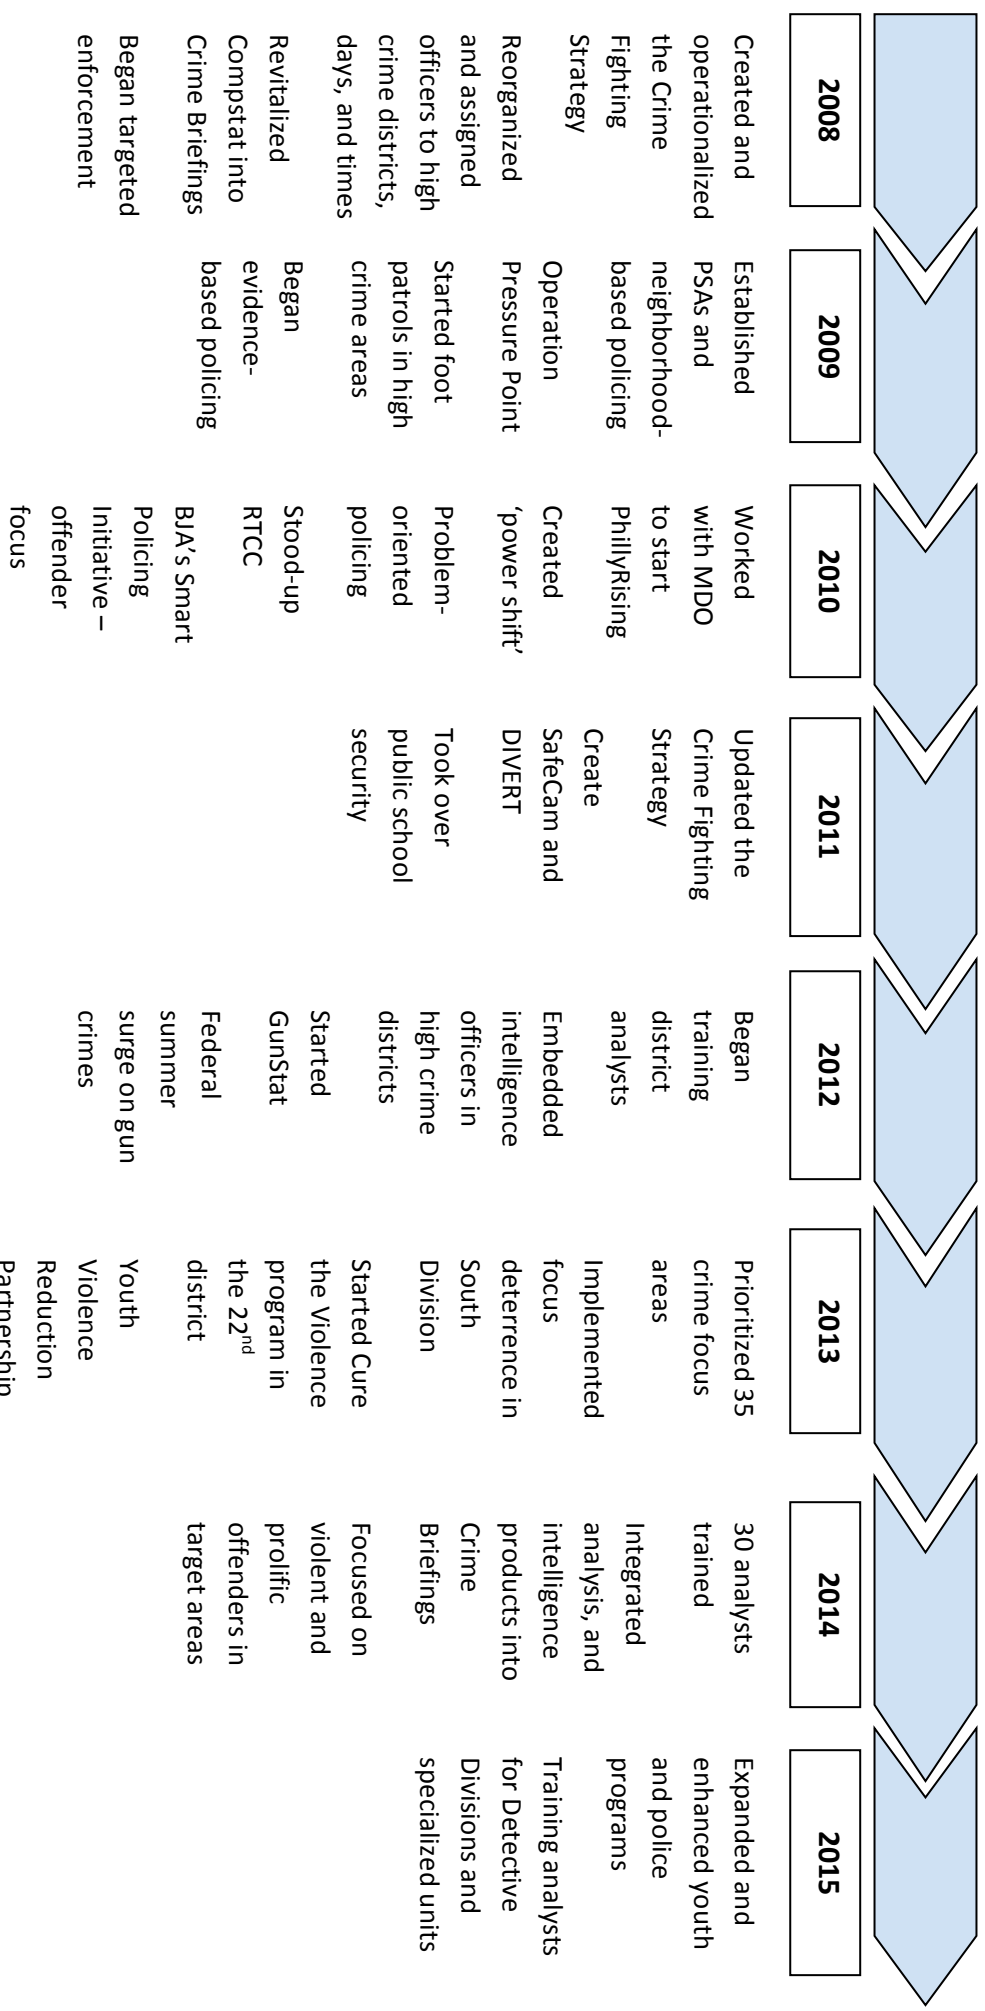 2008
Created and
operationalized
the Crime
Fighting
Strategy
Reorganized
and assigned
officers to high
crime districts,
days, and times
Revitalized
Compstat into
Crime Briefings
Began targeted
enforcement
2009
Established
PSAs and
neighborhood-
based policing
Operation
Pressure Point
Started foot
patrols in high
crime areas
Began
evidence-
based policing
2010
Worked
with MDO
to start
PhillyRising
Created
‘power shift’
Problem-
oriented
policing
Stood-up
RTCC
BJA’s Smart
Policing
Initiative –
offender
focus
2011
Updated the
Crime Fighting
Strategy
Create
SafeCam and
DIVERT
Took over
public school
security
2012
Began
training
district
analysts
Embedded
intelligence
officers in
high crime
districts
Started
GunStat
Federal
summer
surge on gun
crimes
2013
Prioritized 35
crime focus
areas
Implemented
focus
deterrence in
South
Division
Started Cure
the Violence
program in
the 22nd
district
Youth
Violence
Reduction
Partnership
2014
30 analysts
trained
Integrated
analysis, and
intelligence
products into
Crime
Briefings
Focused on
violent and
prolific
offenders in
target areas
2015
Expanded and
enhanced youth
and police
programs
Training analysts
for Detective
Divisions and
specialized units